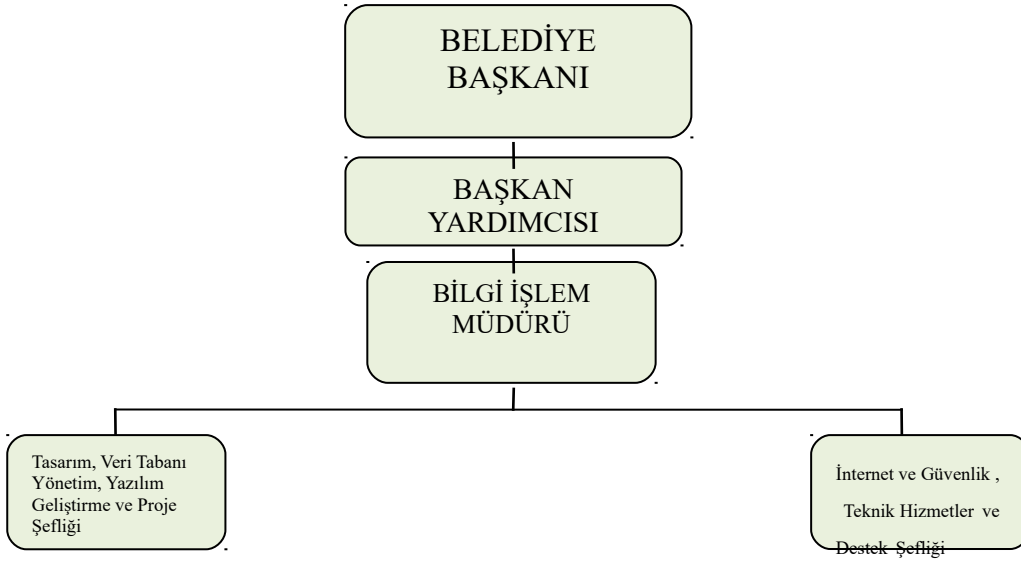 BELEDİYE
BAŞKANI
BAŞKAN
YARDIMCISI
BİLGİ İŞLEM
MÜDÜRÜ
Tasarım, Veri Tabanı
Yönetim, Yazılım
Geliştirme ve Proje
Şefliği
İnternet ve Güvenlik ,
Teknik Hizmetler ve
Destek Şefliği